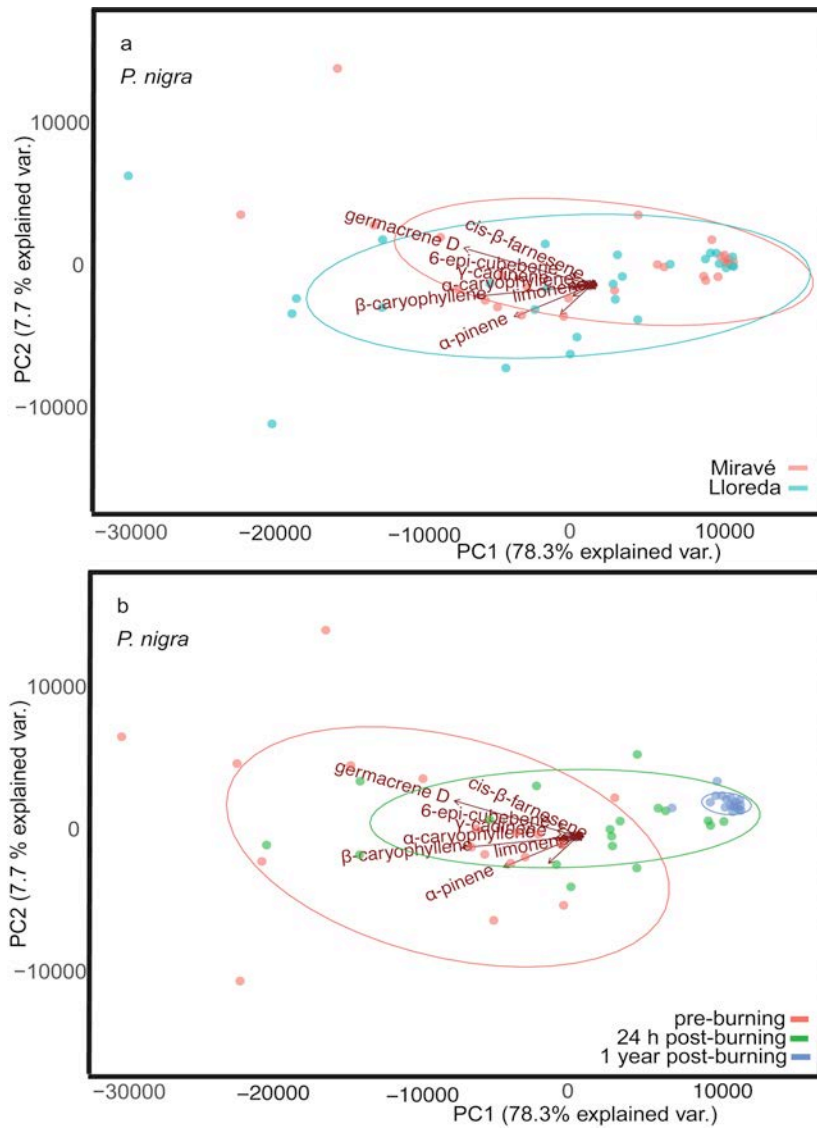 a
P. nigra
10000
0
−10000
PC2 (7.7 % explained var.)
germacrene D
cis-β-farnesene
6-epi-cubebene
γ-cadinene
α-caryophyllene
β-caryophyllene
limonene
α-pinene
Miravé
Lloreda
−30000
−20000
−10000
0
10000
PC1 (78.3% explained var.)
b
P. nigra
10000
0
−10000
PC2 (7.7 % explained var.)
germacrene D
cis-β-farnesene
6-epi-cubebene
γ-cadinene
α-caryophyllene
β-caryophyllene
limonene
α-pinene
pre-burning
24 h post-burning
1 year post-burning
−30000
−20000
−10000
0
10000
PC1 (78.3% explained var.)